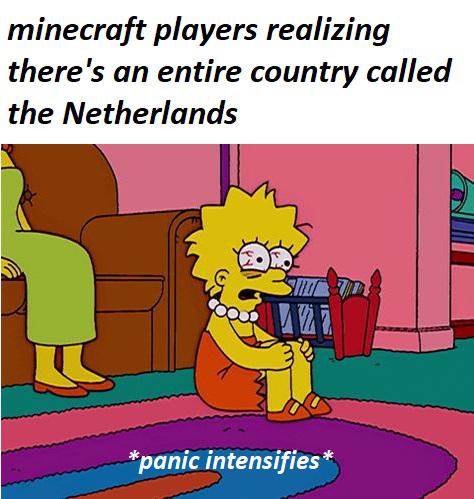 minecraft players realizing
there's an entire country called
the Netherlands
*panic intensifies*